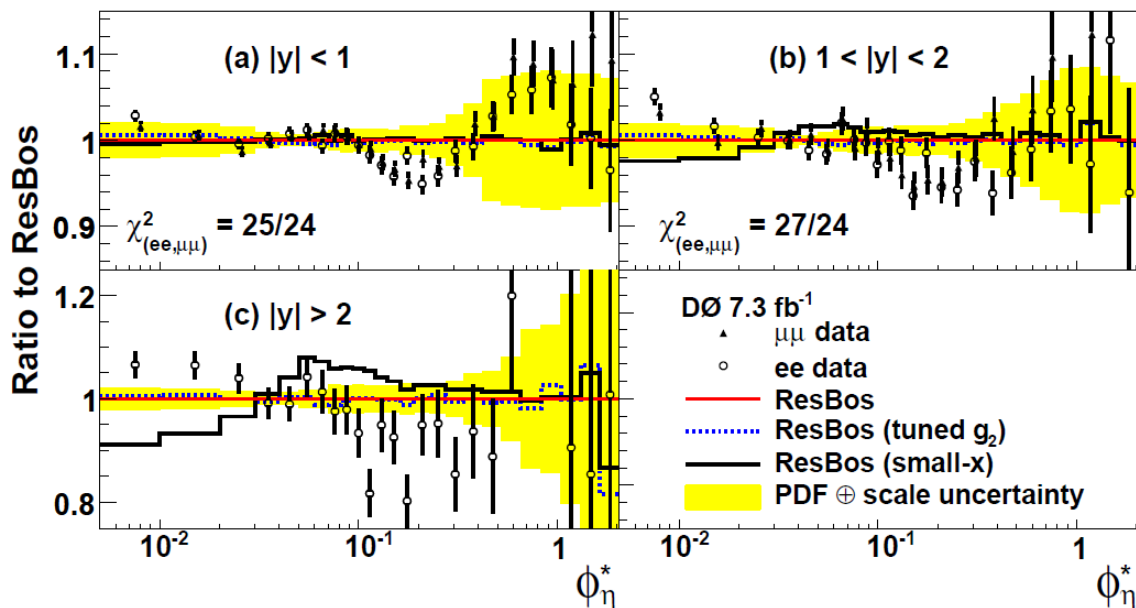 Ratio to ResBos
1.1
1
0.9
(a) |y| < 1
χ²(ee,μμ) = 25/24
(b) 1 < |y| < 2
χ²(ee,μμ) = 27/24
1.2
1
0.8
(c) |y| > 2
DØ 7.3 fb⁻¹
μμ data
ee data
ResBos
ResBos (tuned g₂)
ResBos (small-x)
PDF ⊕ scale uncertainty
10⁻² 10⁻¹ 1
φ*η
10⁻² 10⁻¹ 1
φ*η